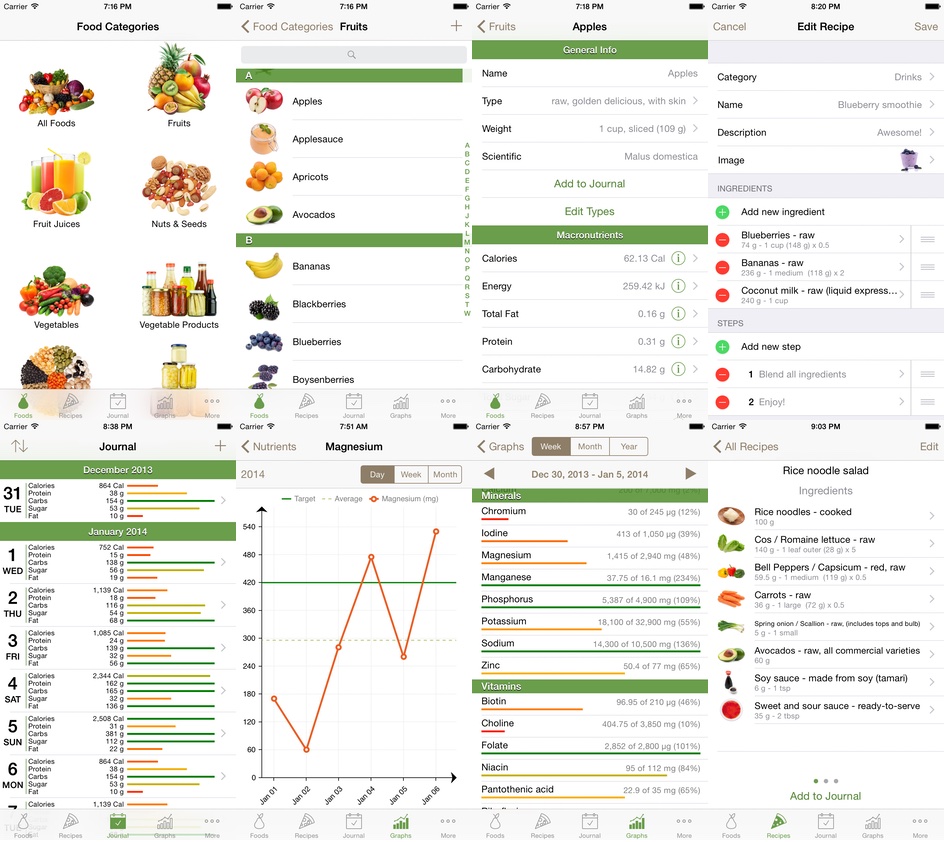 Carrier 7:16 PM
Food Categories
All Foods
Fruits
Fruit Juices
Nuts & Seeds
Vegetables
Vegetable Products
Foods Recipes Journal Graphs More
Carrier 7:16 PM
Food Categories Fruits
A
Apples
Applesauce
Apricots
Avocados
B
Bananas
Blackberries
Blueberries
Boysenberries
A
B
C
D
E
F
G
H
J
K
L
M
N
O
P
Q
R
S
T
W
Foods Recipes Journal Graphs More
Carrier 7:18 PM
Fruits Apples
General Info
Name Apples
Type raw, golden delicious, with skin
Weight 1 cup, sliced (109 g)
Scientific Malus domestica
Add to Journal
Edit Types
Macronutrients
Calories 62.13 Cal
Energy 259.42 kJ
Total Fat 0.16 g
Protein 0.31 g
Carbohydrate 14.82 g
Foods Recipes Journal Graphs More
Carrier 8:20 PM
Cancel Edit Recipe Save
Category Drinks
Name Blueberry smoothie
Description Awesome!
Image
INGREDIENTS
Add new ingredient
Blueberries - raw
74 g - 1 cup (148 g) x 0.5
Bananas - raw
236 g - 1 medium (118 g) x 2
Coconut milk - raw (liquid express...
240 g - 1 cup
STEPS
Add new step
1 Blend all ingredients
2 Enjoy!
Carrier 8:38 PM
Journal
December 2013
31 TUE
Calories 864 Cal
Protein 38 g
Carbs 154 g
Sugar 53 g
Fat 10 g
January 2014
1 WED
Calories 752 Cal
Protein 15 g
Carbs 138 g
Sugar 56 g
Fat 19 g
2 THU
Calories 1,139 Cal
Protein 18 g
Carbs 116 g
Sugar 54 g
Fat 68 g
3 FRI
Calories 1,085 Cal
Protein 24 g
Carbs 139 g
Sugar 32 g
Fat 56 g
4 SAT
Calories 2,344 Cal
Protein 162 g
Carbs 165 g
Sugar 32 g
Fat 136 g
5 SUN
Calories 2,508 Cal
Protein 31 g
Carbs 381 g
Sugar 112 g
Fat 22 g
6 MON
Calories 864 Cal
Protein 38 g
Carbs 154 g
Sugar 53 g
Fat 10 g
Calories 1,139 Cal
Foods Recipes Journal Graphs More
Carrier 7:51 AM
Nutrients Magnesium
2014 Day Week Month
Target Average Magnesium (mg)
540
480
420
360
300
240
180
120
60
0
Jan 01 Jan 02 Jan 03 Jan 04 Jan 05 Jan 06
Foods Recipes Journal Graphs More
Carrier 8:57 PM
Graphs Week Month Year
Dec 30, 2013 - Jan 5, 2014
Minerals
Chromium 30 of 245 µg (12%)
Iodine 413 of 1,050 µg (39%)
Magnesium 1,415 of 2,940 mg (48%)
Manganese 37.75 of 16.1 mg (234%)
Phosphorus 5,387 of 4,900 mg (109%)
Potassium 18,100 of 32,900 mg (55%)
Sodium 14,300 of 10,500 mg (136%)
Zinc 50.4 of 77 mg (65%)
Vitamins
Biotin 96.95 of 210 µg (46%)
Choline 404.75 of 3,850 mg (10%)
Folate 2,852 of 2,800 µg (101%)
Niacin 95 of 112 mg (84%)
Pantothenic acid 22.9 of 35 mg (65%)
Foods Recipes Journal Graphs More
Carrier 9:03 PM
All Recipes Edit
Rice noodle salad
Ingredients
Rice noodles - cooked
100 g
Cos / Romaine lettuce - raw
140 g - 1 leaf outer (28 g) x 5
Bell Peppers / Capsicum - red, raw
59.5 g - 1 medium (119 g) x 0.5
Carrots - raw
36 g - 1 large (72 g) x 0.5
Spring onion / Scallion - raw, (includes tops and bulb)
5 g - 1 small
Avocados - raw, all commercial varieties
60 g
Soy sauce - made from soy (tamari)
6 g - 1 tsp
Sweet and sour sauce - ready-to-serve
35 g - 2 tbsp
Add to Journal
Foods Recipes Journal Graphs More